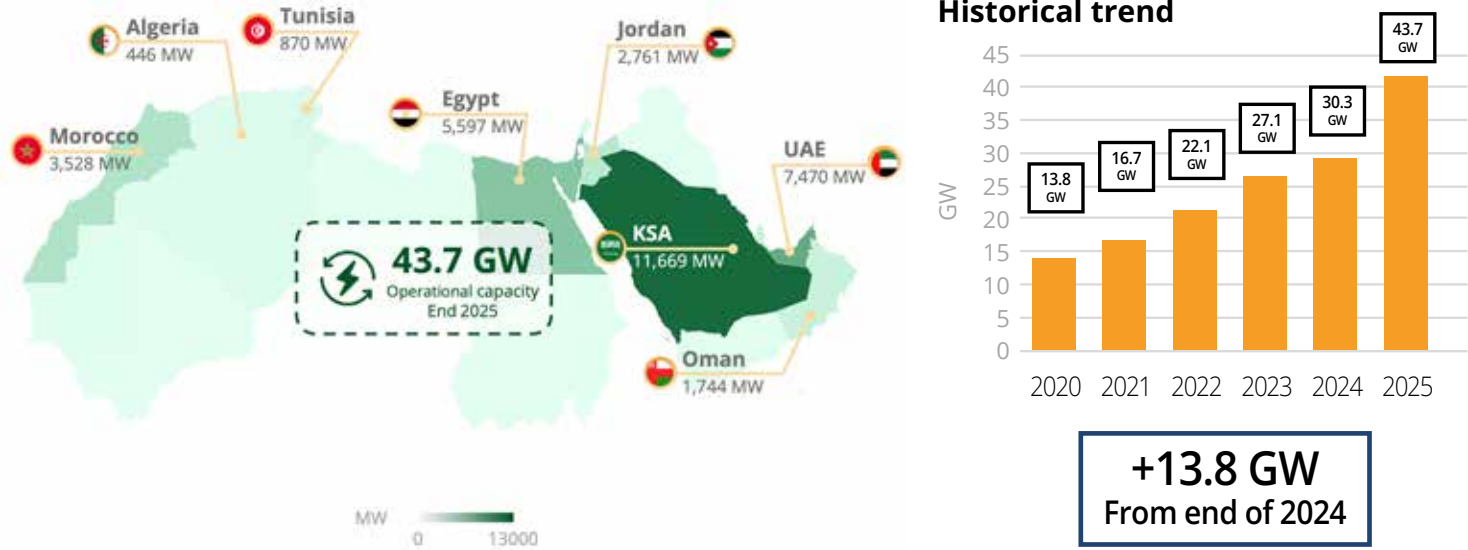 Algeria
446 MW
Tunisia
870 MW
Jordan
2,761 MW
Egypt
5,597 MW
Morocco
3,528 MW
UAE
7,470 MW
KSA
11,669 MW
43.7 GW
Operational capacity
End 2025
Oman
1,744 MW
MW
0 13000
Historical trend
GW
45
40
35
30
25
20
15
10
5
0
13.8
GW
16.7
GW
22.1
GW
27.1
GW
30.3
GW
43.7
GW
2020 2021 2022 2023 2024 2025
+13.8 GW
From end of 2024